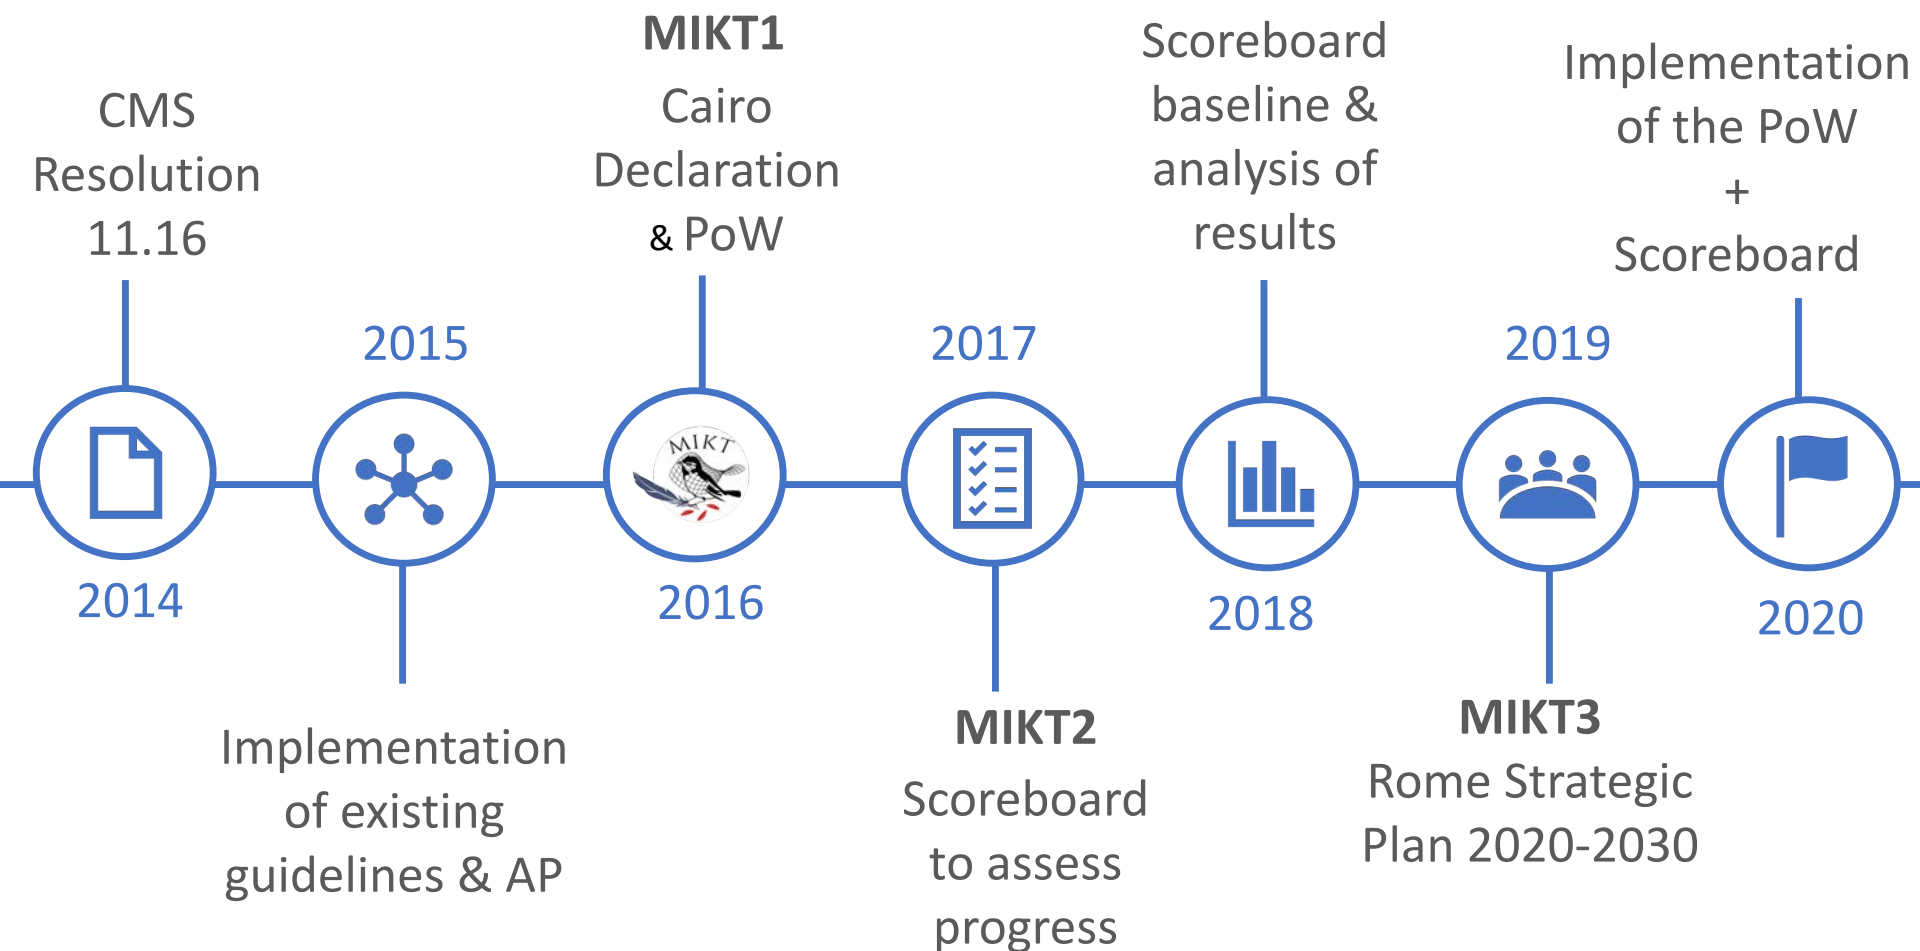 CMS
Resolution
11.16
2014
2015
Implementation
of existing
guidelines & AP
MIKT1
Cairo
Declaration
& PoW
MIKT
2016
2017
MIKT2
Scoreboard
to assess
progress
Scoreboard
baseline &
analysis of
results
2018
2019
MIKT3
Rome Strategic
Plan 2020-2030
Implementation
of the PoW
+
Scoreboard
2020